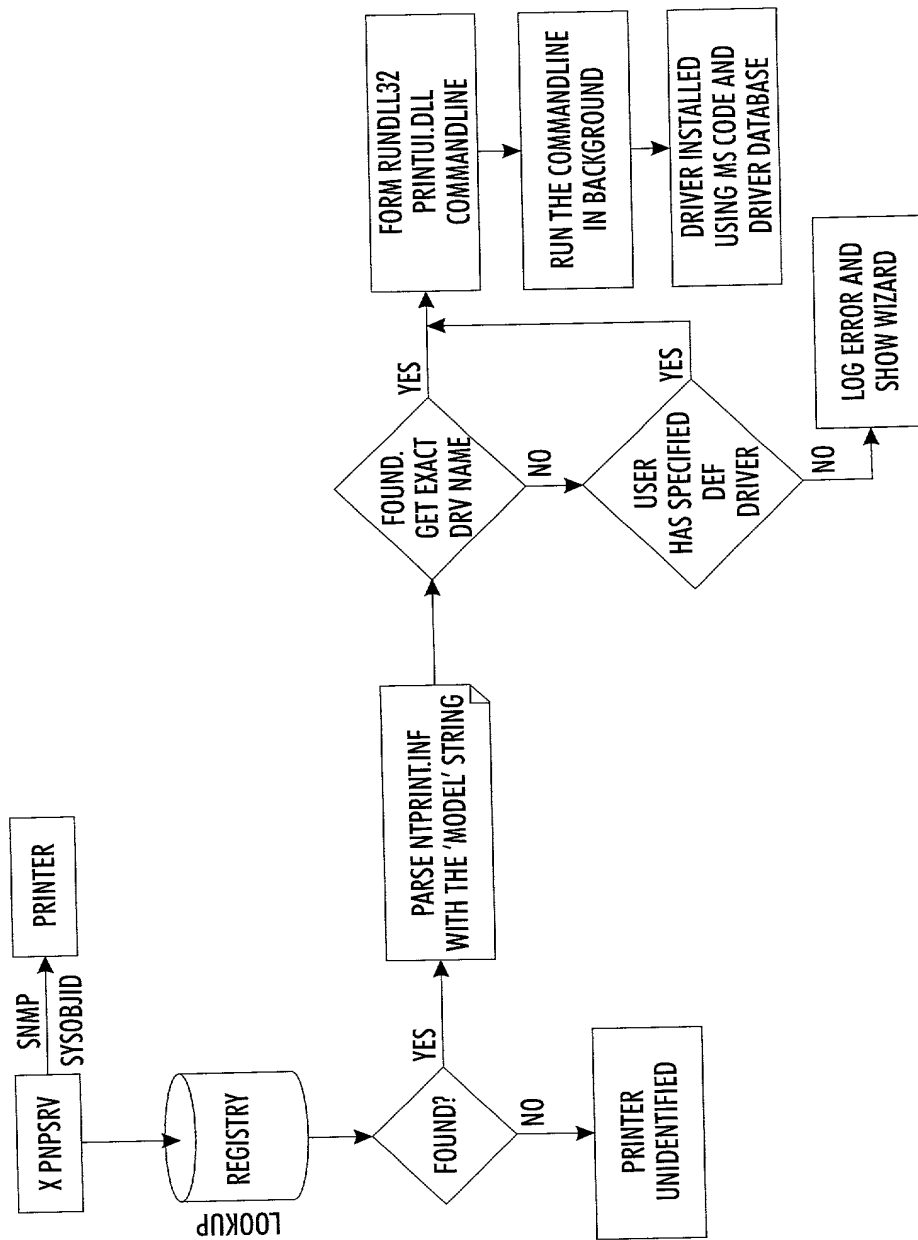 X PNPSRV
SNMP
SYSOBJID
PRINTER
LOOKUP
REGISTRY
FOUND?
YES
NO
PRINTER
UNIDENTIFIED
PARSE NTPRINT.INF
WITH THE 'MODEL' STRING
FOUND.
GET EXACT
DRV NAME
YES
NO
USER
HAS SPECIFIED
DEF
DRIVER
YES
NO
LOG ERROR AND
SHOW WIZARD
FORM RUNDLL32
PRINTUI.DLL
COMMANDLINE
RUN THE COMMANDLINE
IN BACKGROUND
DRIVER INSTALLED
USING MS CODE AND
DRIVER DATABASE